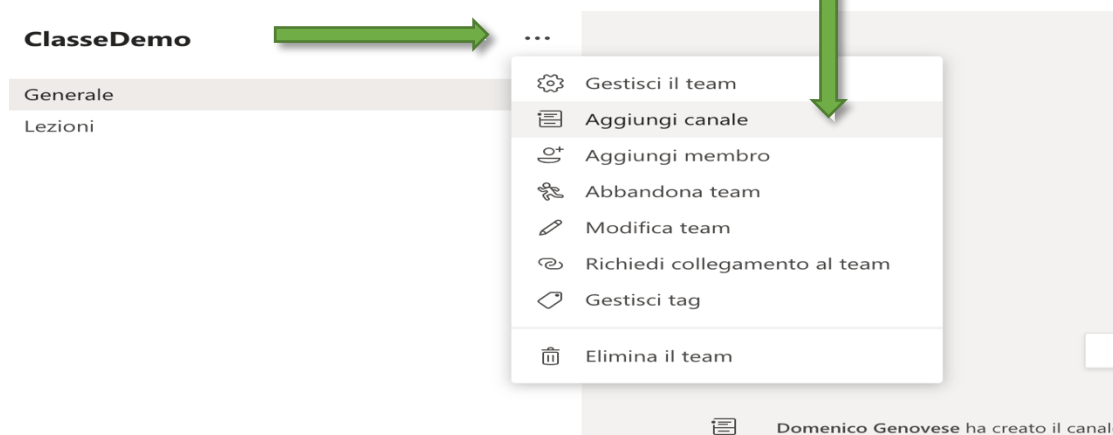 ClasseDemo
...
Generale
Lezioni
Gestisci il team
Aggiungi canale
Aggiungi membro
Abbandona team
Modifica team
Richiedi collegamento al team
Gestisci tag
Elimina il team
Domenico Genovese ha creato il canale